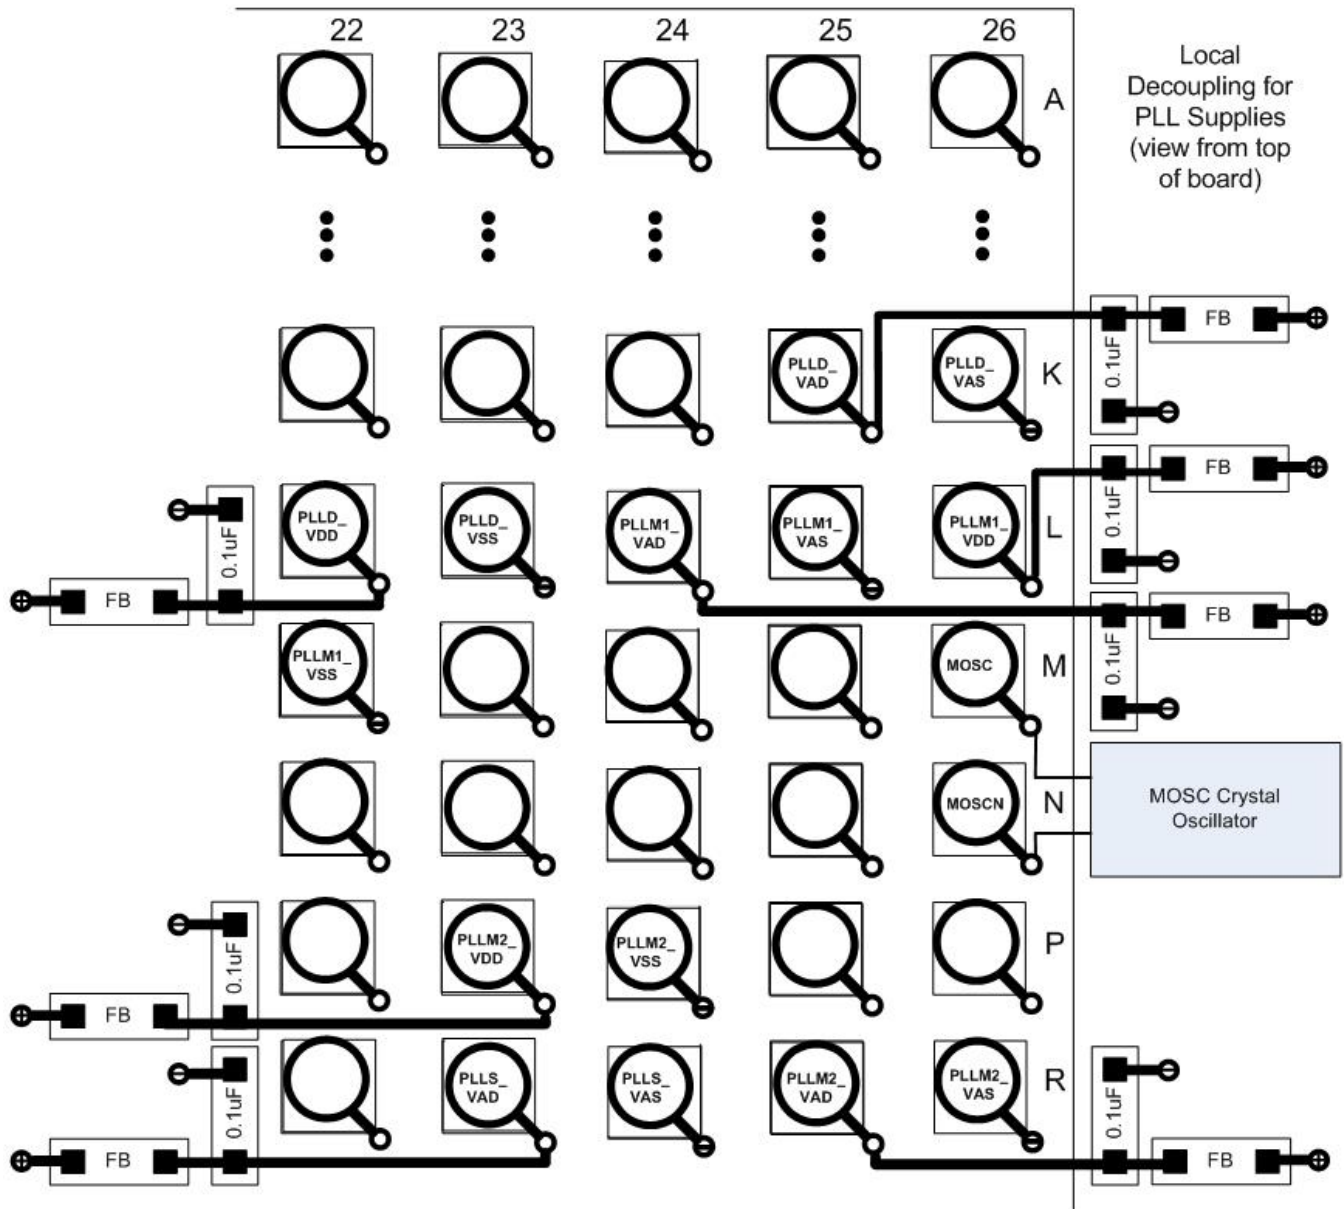 22 23 24 25 26
Local
Decoupling for
PLL Supplies
(view from top
of board)
A
FB
0.1uF
PLLD_
VAD
PLLD_
VAS
K
FB
0.1uF
PLLD_
VDD
PLLD_
VSS
PLLM1_
VAD
PLLM1_
VAS
PLLM1_
VDD
L
0.1uF
FB
FB
0.1uF
PLLM1_
VSS
MOSC
M
MOSCN
N
MOSC Crystal
Oscillator
0.1uF
FB
PLLM2_
VDD
PLLM2_
VSS
P
0.1uF
FB
PLLS_
VAD
PLLS_
VAS
PLLM2_
VAD
PLLM2_
VAS
R
0.1uF
FB